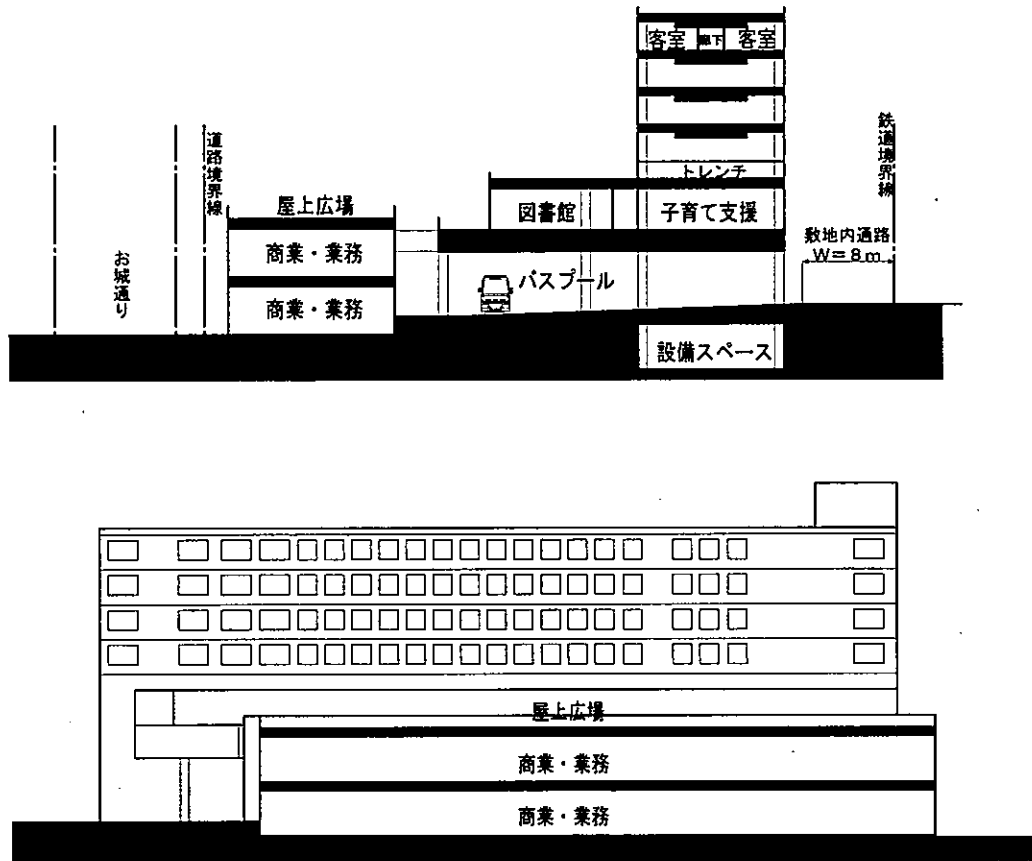 客室 廊下 客室
道路境界線
鉄道境界線
トレンチ
屋上広場
図書館 子育て支援
敷地内通路
W=8m
商業・業務
お城通り
バスプール
商業・業務
設備スペース
屋上広場
商業・業務
商業・業務